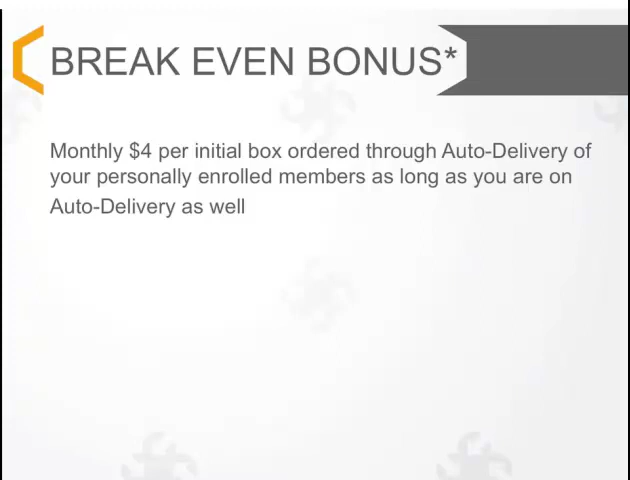 BREAK EVEN BONUS*
Monthly $4 per initial box ordered through Auto-Delivery of
your personally enrolled members as long as you are on
Auto-Delivery as well